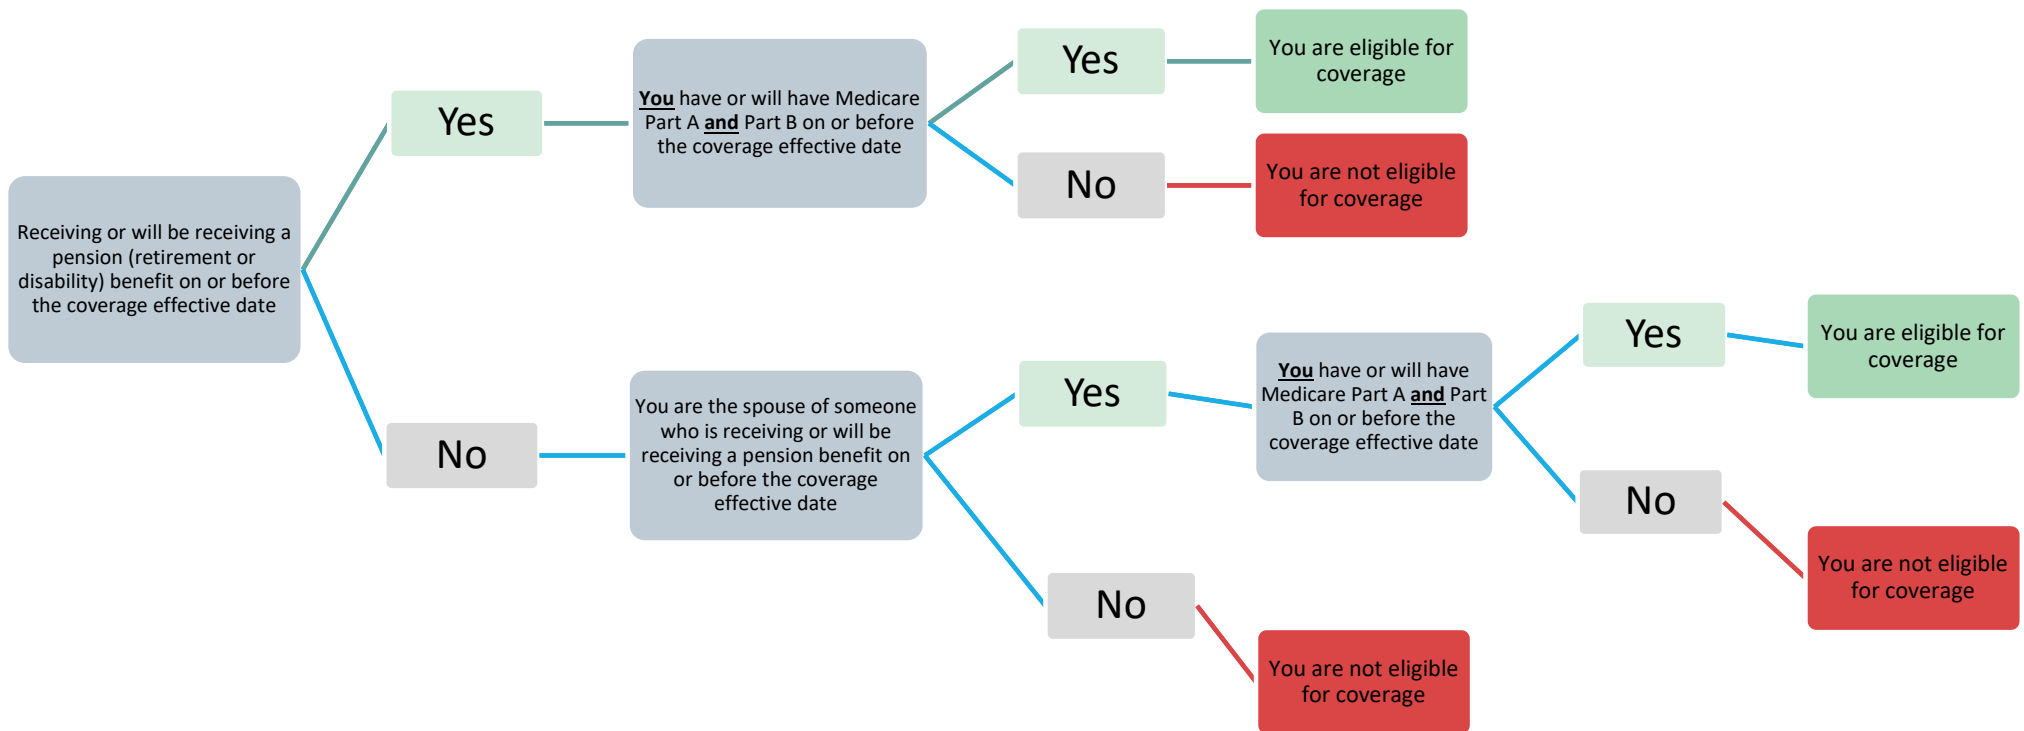 Receiving or will be receiving a
pension (retirement or
disability) benefit on or before
the coverage effective date
Yes
You have or will have Medicare
Part A and Part B on or before
the coverage effective date
Yes
You are eligible for
coverage
No
You are not eligible
for coverage
No
You are the spouse of someone
who is receiving or will be
receiving a pension benefit on
or before the coverage
effective date
Yes
You have or will have
Medicare Part A and Part
B on or before the
coverage effective date
Yes
You are eligible for
coverage
No
You are not eligible
for coverage
No
You are not eligible
for coverage